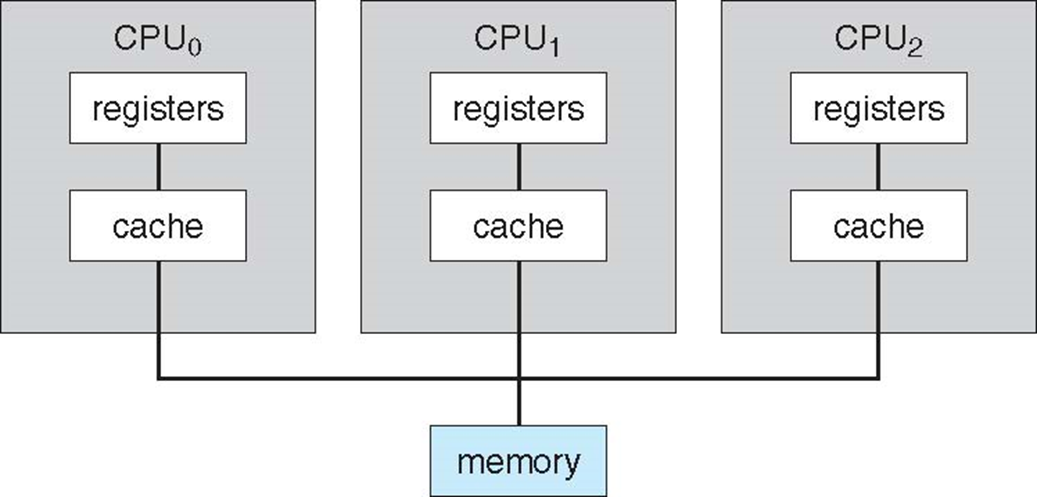 CPU₀
registers
cache
CPU₁
registers
cache
CPU₂
registers
cache
memory